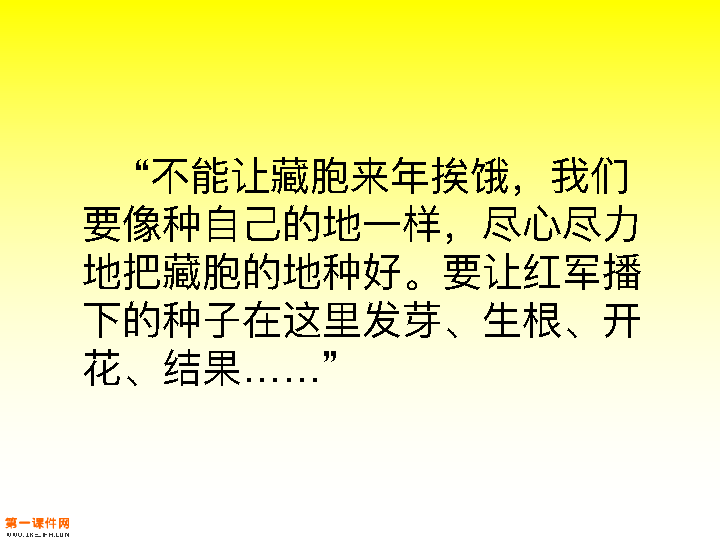 “不能让藏胞来年挨饿，我们
要像种自己的地一样，尽心尽力
地把藏胞的地种好。要让红军播
下的种子在这里发芽、生根、开
花、结果……”
第一课件网